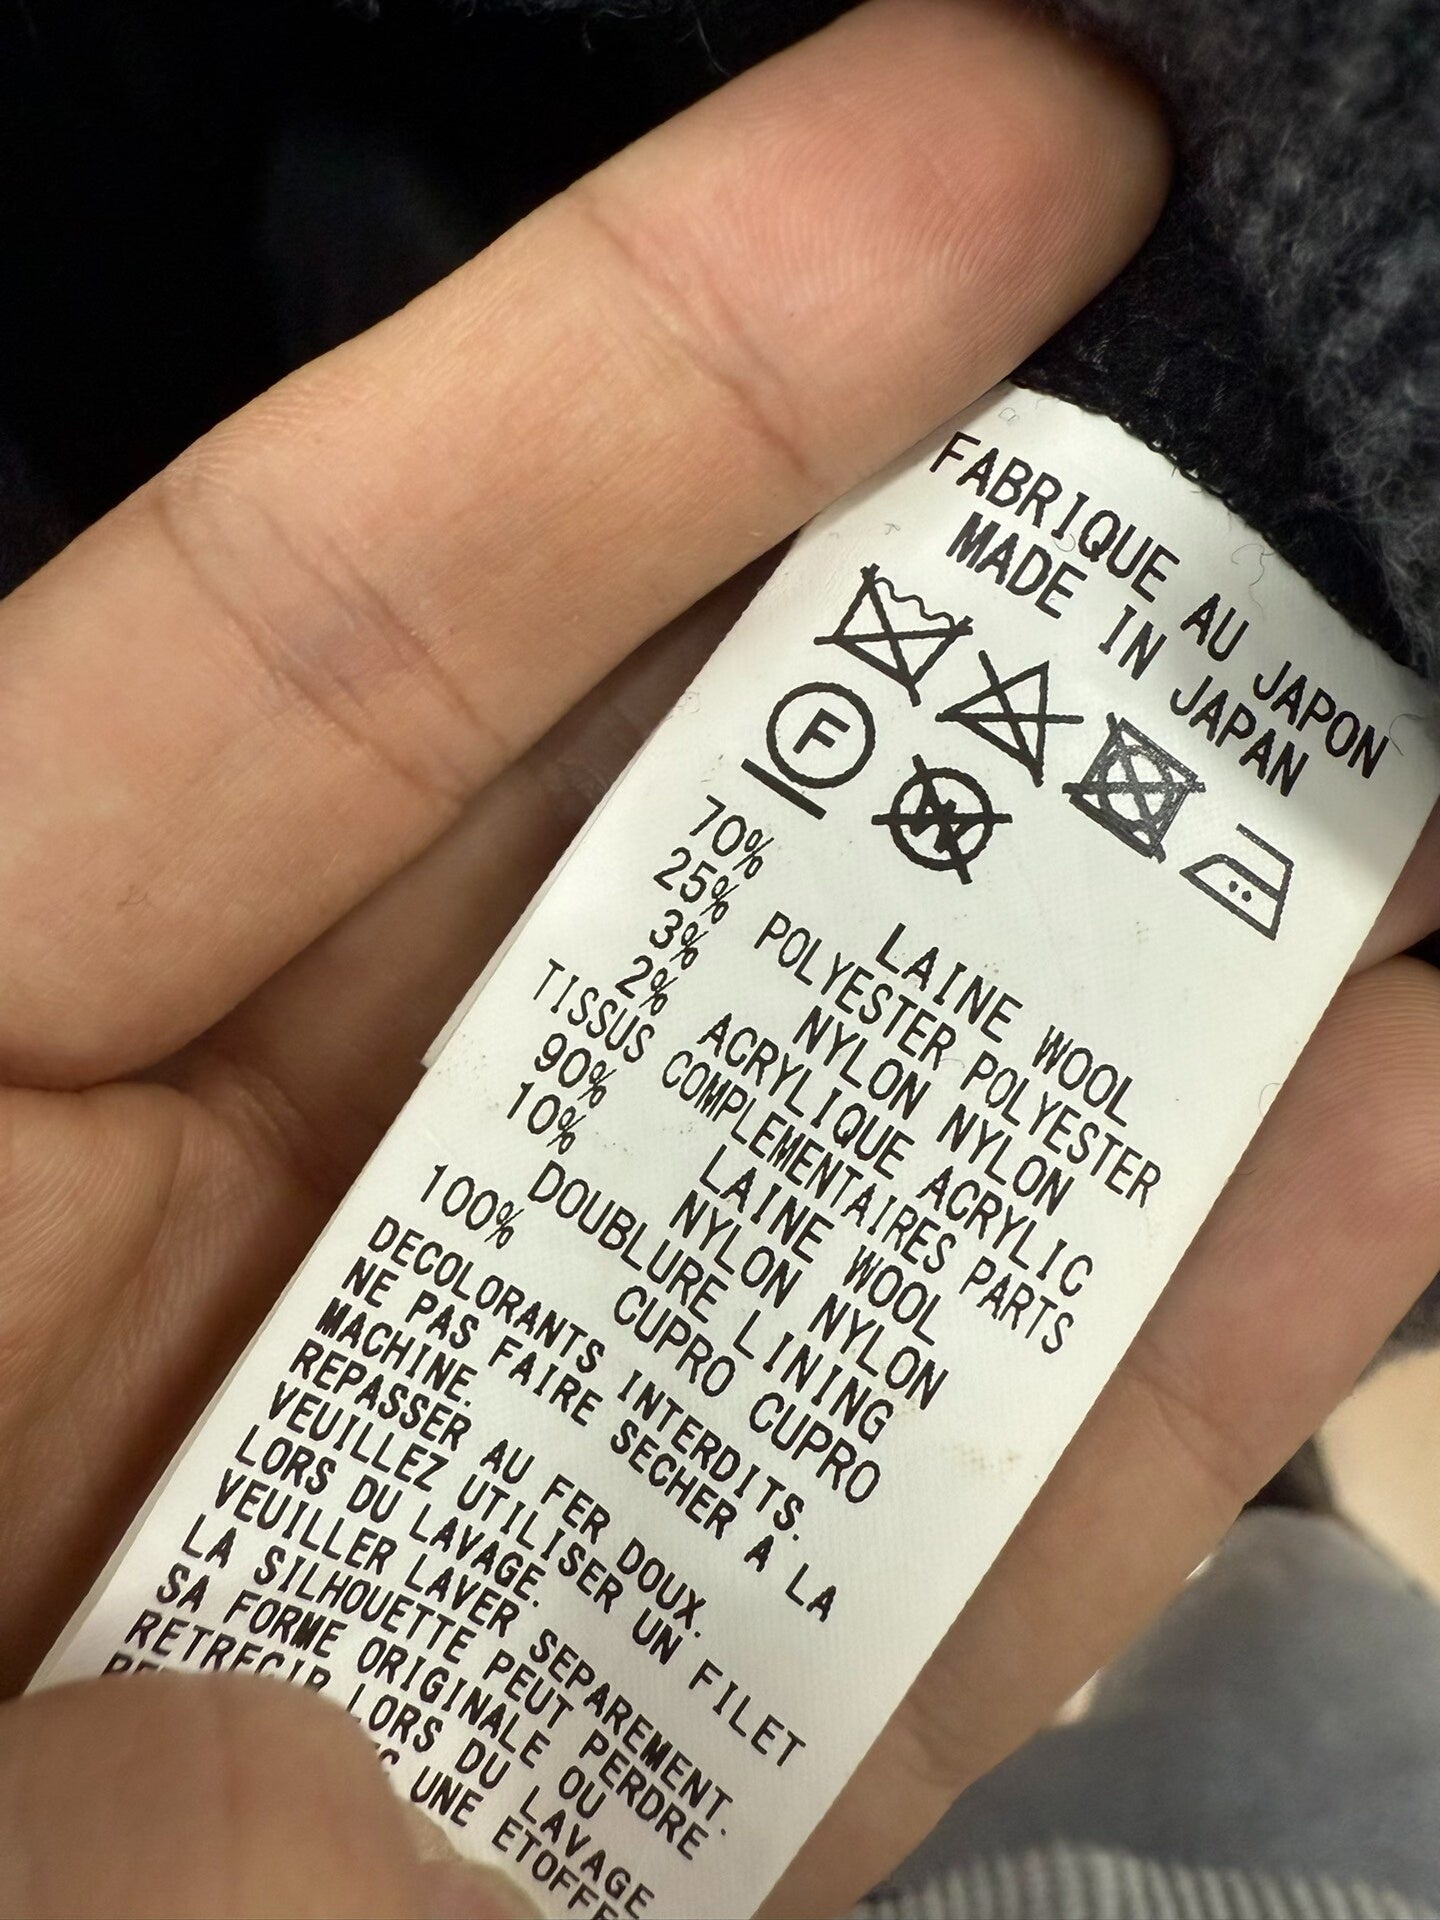 FABRIQUE AU JAPON
MADE IN JAPAN
F
W
70% LAINE WOOL
25% POLYESTER POLYESTER
3% NYLON NYLON
2% ACRYLIQUE ACRYLIC
TISSUS COMPLEMENTAIRES PARTS
90% LAINE WOOL
10% NYLON NYLON
DOUBLURE LINING
100% CUPRO CUPRO
DECOLORANTS INTERDITS.
NE PAS FAIRE SECHER A LA
MACHINE.
REPASSER AU FER DOUX.
VEUILLEZ UTILISER UN FILET
LORS DU LAVAGE.
VEUILLER LAVER SEPAREMENT.
LA SILHOUETTE PEUT PERDRE
SA FORME ORIGINALE OU
RETRECIR LORS DU LAVAGE
UNE ETOFFE